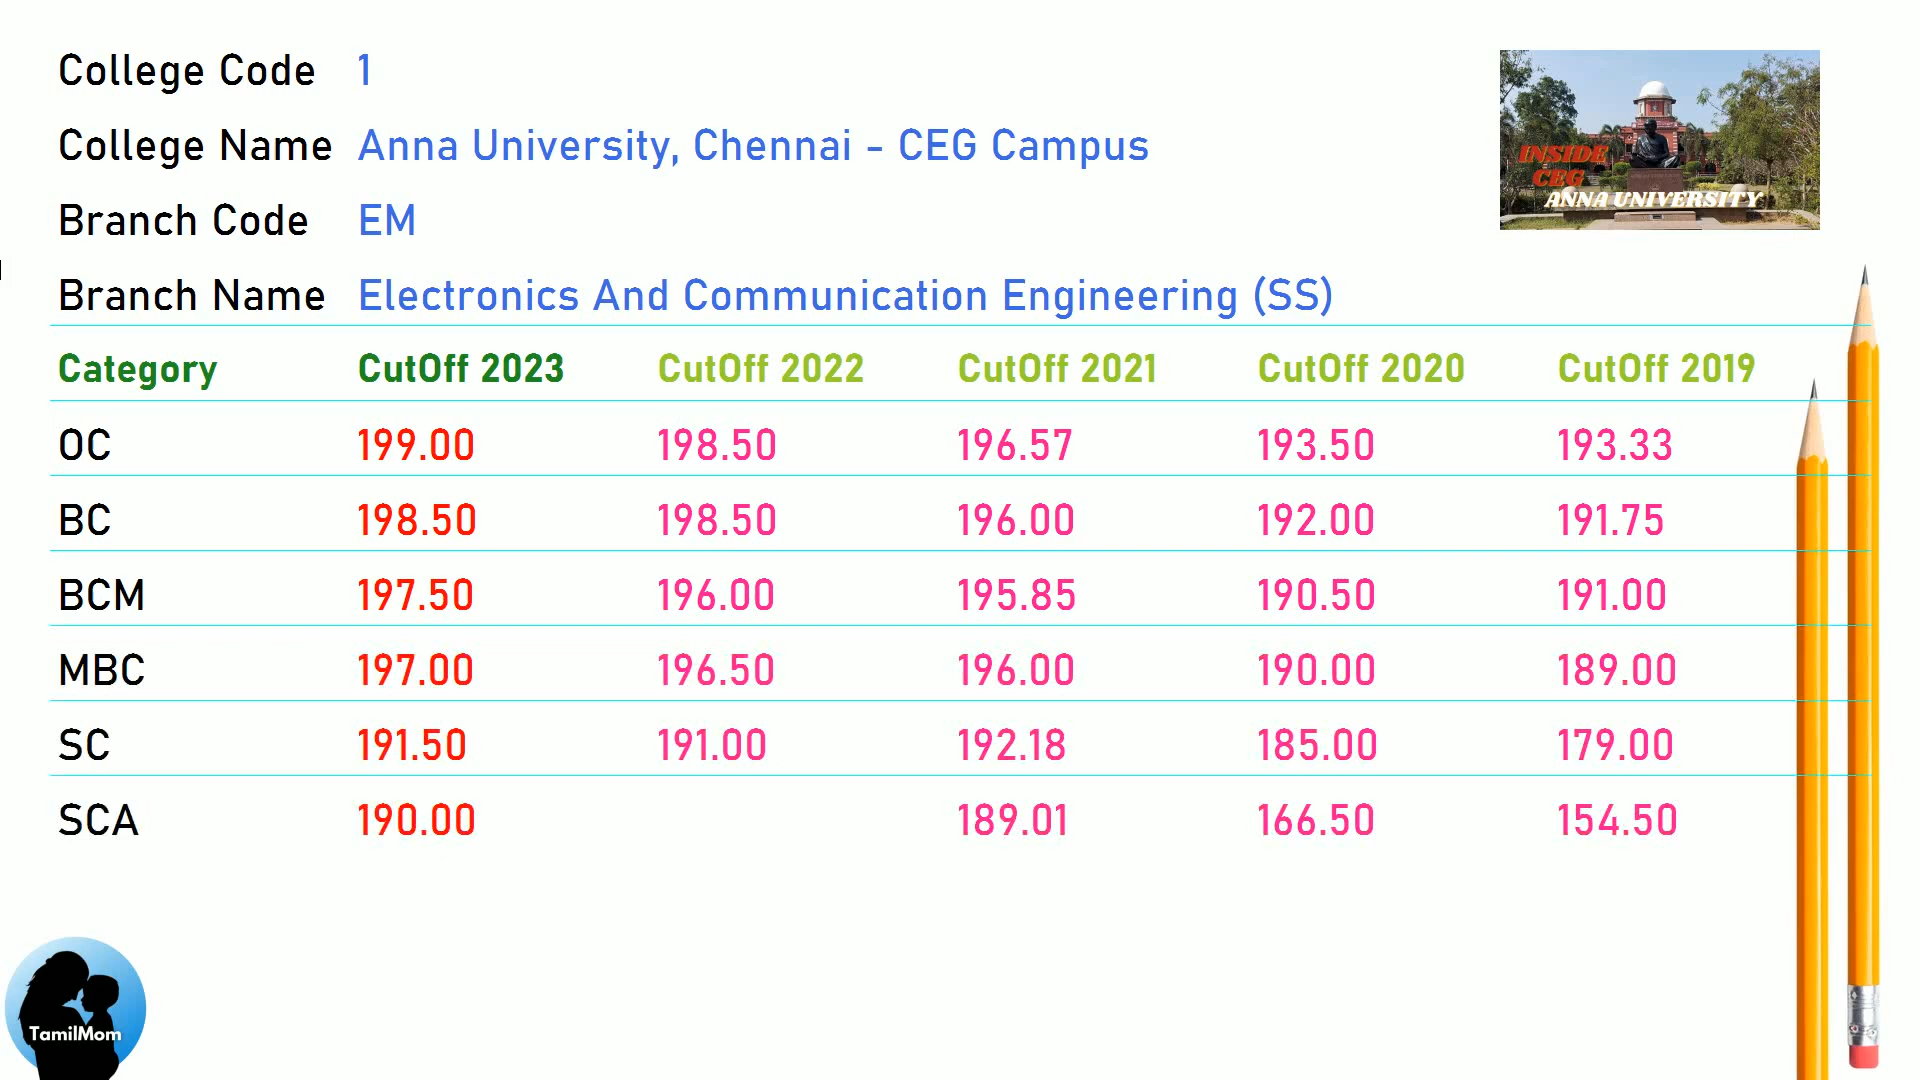 College Code 1
College Name Anna University, Chennai - CEG Campus
Branch Code EM
Branch Name Electronics And Communication Engineering (SS)
INSIDE
CEG
ANNA UNIVERSITY
Category CutOff 2023 CutOff 2022 CutOff 2021 CutOff 2020 CutOff 2019
OC 199.00 198.50 196.57 193.50 193.33
BC 198.50 198.50 196.00 192.00 191.75
BCM 197.50 196.00 195.85 190.50 191.00
MBC 197.00 196.50 196.00 190.00 189.00
SC 191.50 191.00 192.18 185.00 179.00
SCA 190.00 189.01 166.50 154.50
TamilMom